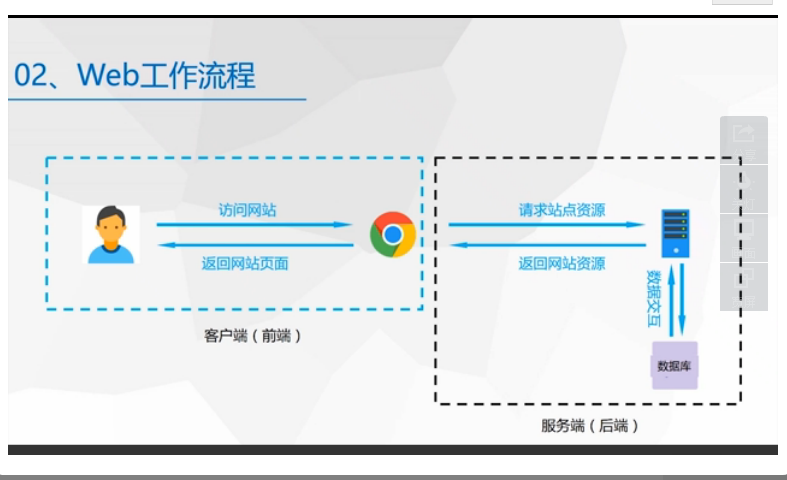 02、Web工作流程
访问网站
返回网站页面
客户端（前端）
请求站点资源
返回网站资源
数据交互
数据库
服务端（后端）